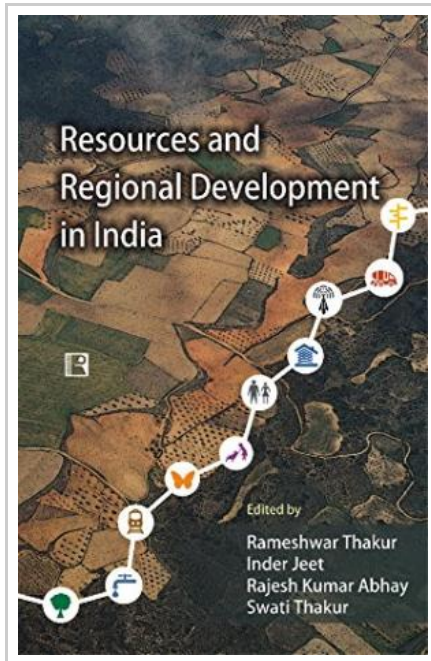 Resources and
Regional Development
in India
Edited by
Rameshwar Thakur
Inder Jeet
Rajesh Kumar Abhay
Swati Thakur